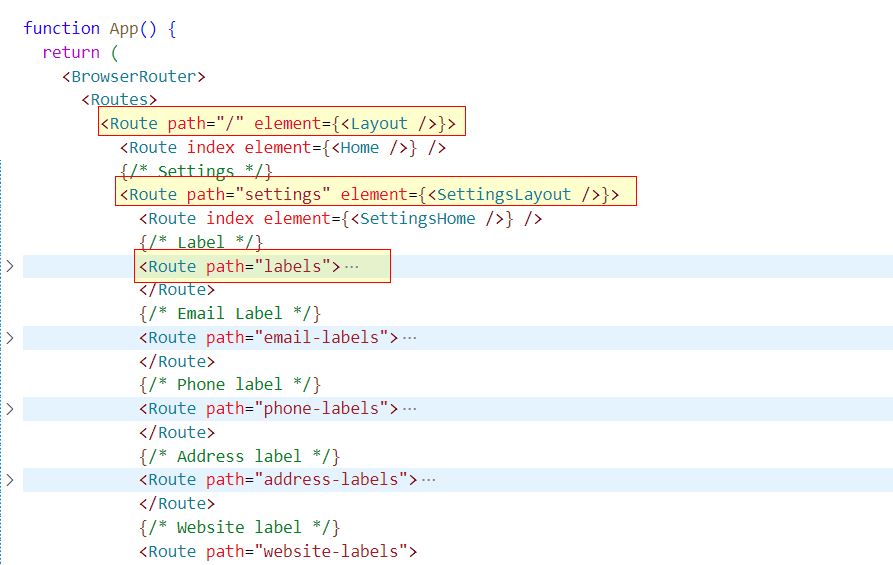 function App() {
return (
<BrowserRouter>
<Routes>
<Route path="/" element={<Layout />}>
<Route index element={<Home />} />
{/* Settings */}
<Route path="settings" element={<SettingsLayout />}>
<Route index element={<SettingsHome />} />
{/* Label */}
<Route path="labels">···
</Route>
{/* Email Label */}
<Route path="email-labels">···
</Route>
{/* Phone label */}
<Route path="phone-labels">···
</Route>
{/* Address label */}
<Route path="address-labels">···
</Route>
{/* Website label */}
<Route path="website-labels">